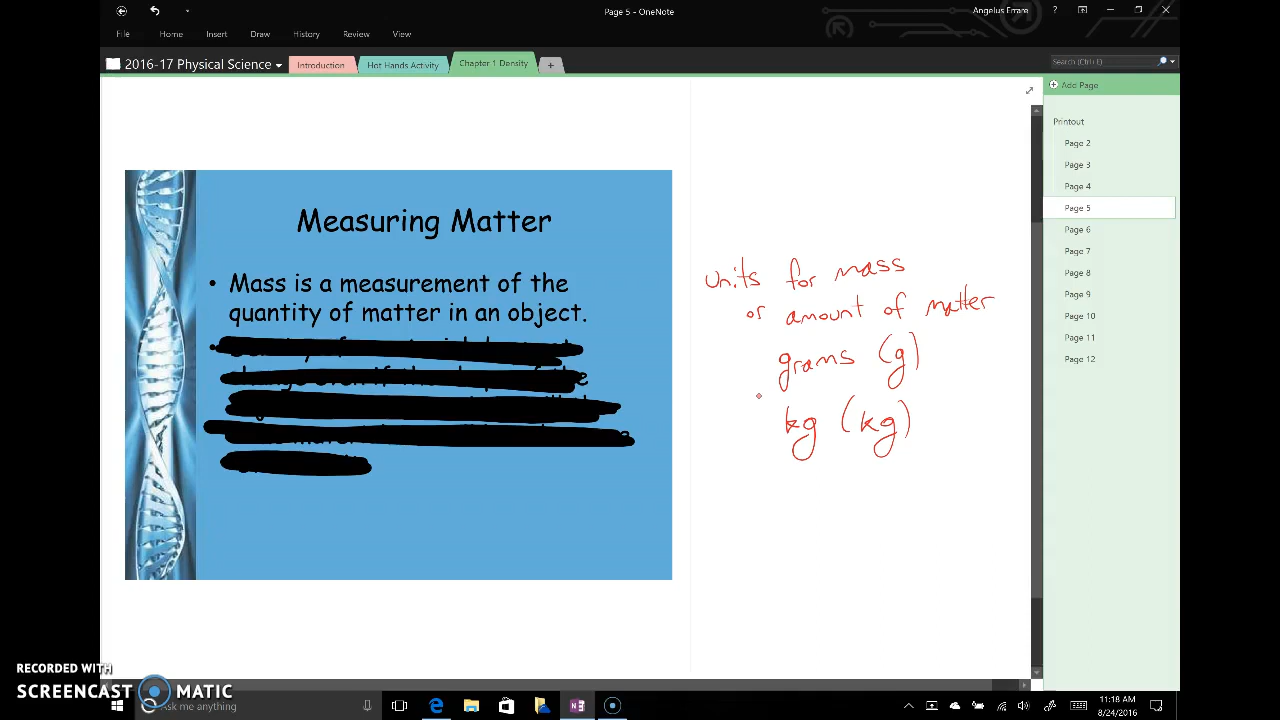 Page 5 - OneNote
Angelus Errare
?
File Home Insert Draw History Review View
2016-17 Physical Science
Introduction
Hot Hands Activity
Chapter 1 Density
+
Search (Ctrl+E)
Add Page
Printout
Page 2
Page 3
Page 4
Page 5
Page 6
Page 7
Page 8
Page 9
Page 10
Page 11
Page 12
Measuring Matter
• Mass is a measurement of the
quantity of matter in an object.
units for mass
or amount of matter
grams (g)
kg (kg)
RECORDED WITH
SCREENCAST MATIC
Ask me anything
11:18 AM
8/24/2016